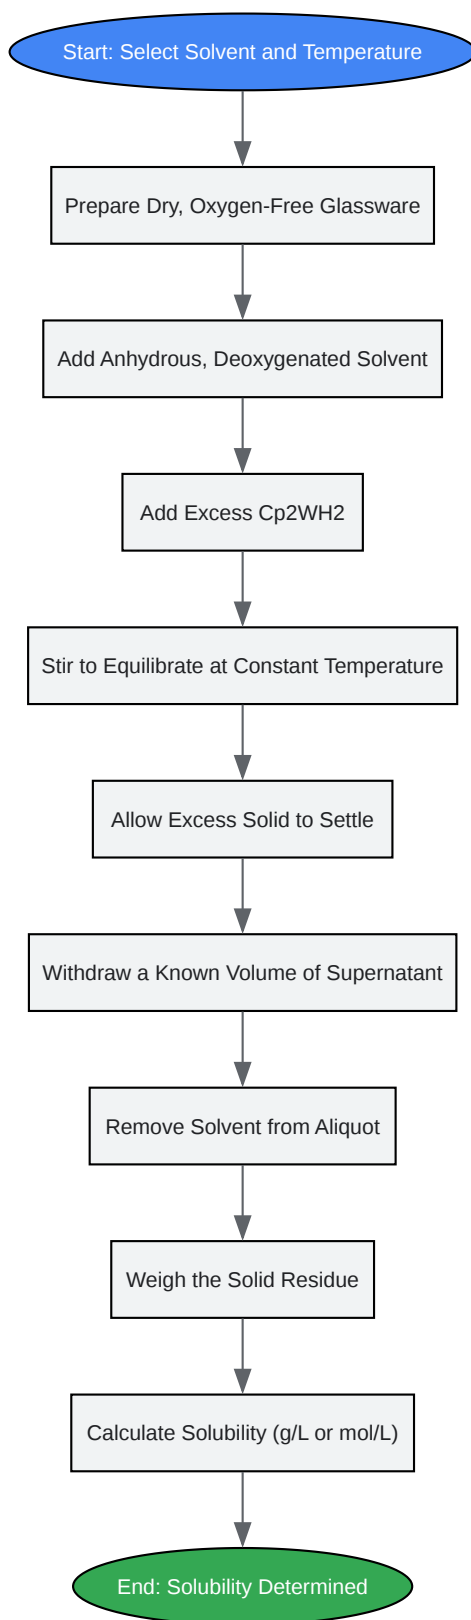 Start: Select Solvent and Temperature
Prepare Dry, Oxygen-Free Glassware
Add Anhydrous, Deoxygenated Solvent
Add Excess Cp2WH2
Stir to Equilibrate at Constant Temperature
Allow Excess Solid to Settle
Withdraw a Known Volume of Supernatant
Remove Solvent from Aliquot
Weigh the Solid Residue
Calculate Solubility (g/L or mol/L)
End: Solubility Determined